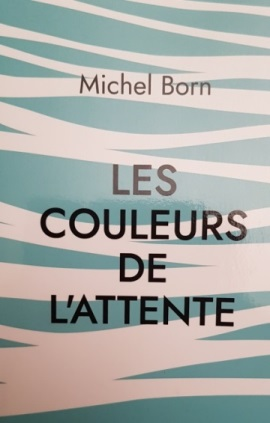 Michel Born
LES
COULEURS
DE
L'ATTENTE